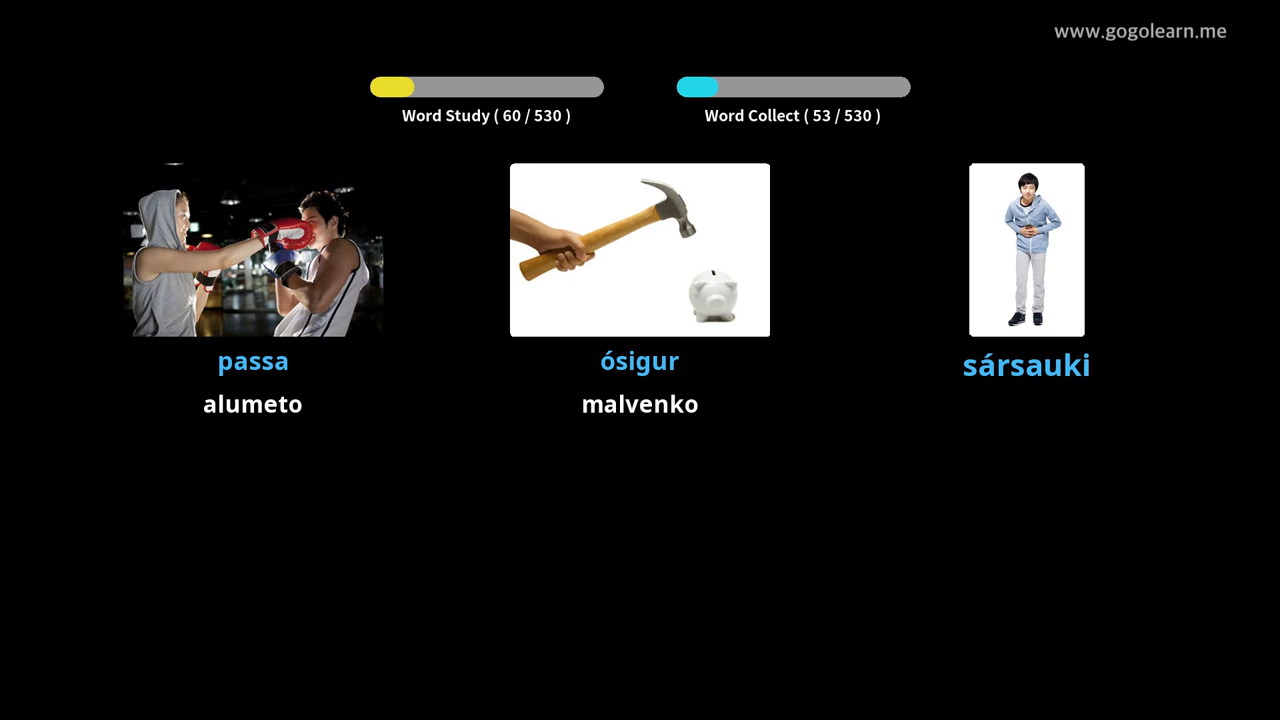 www.gogolearn.me
Word Study ( 60 / 530 )
Word Collect ( 53 / 530 )
passa
ósigur
sársauki
alumeto
malvenko